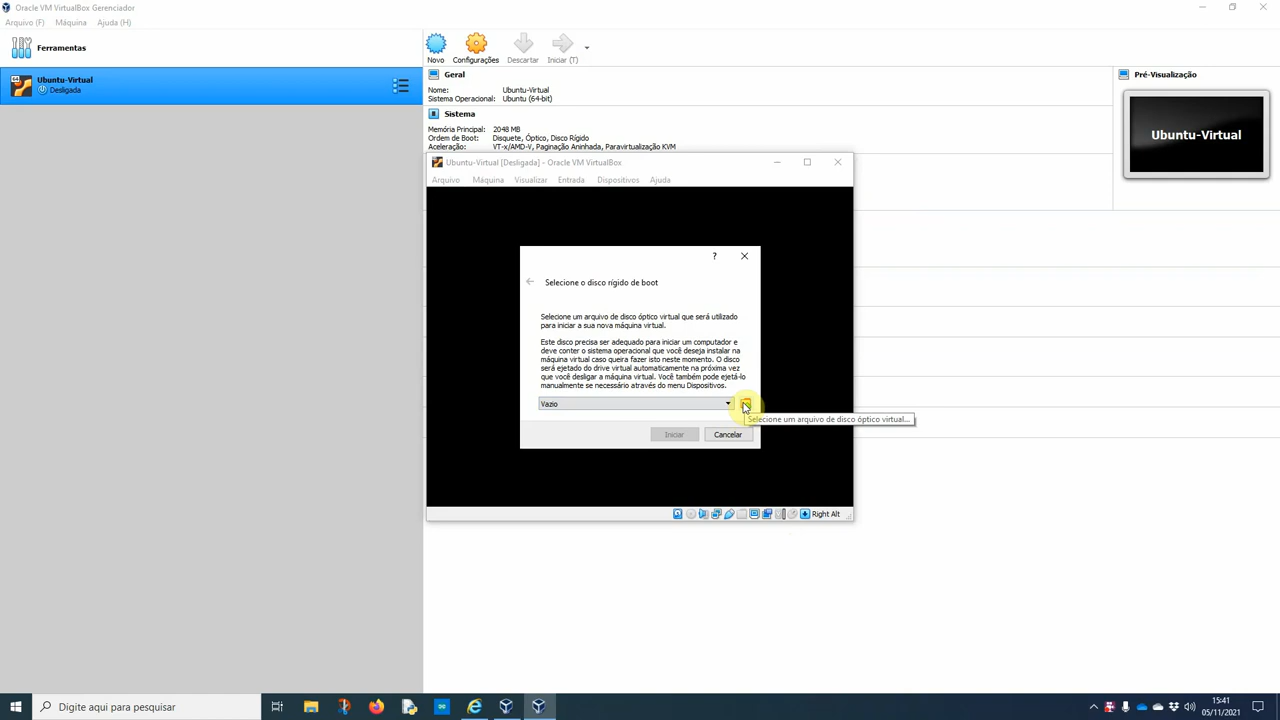 Oracle VM VirtualBox Gerenciador
Arquivo (F) Máquina Ajuda (H)
Ferramentas
Ubuntu-Virtual
Desligada
Novo Configurações Descartar Iniciar (T)
Geral
Nome: Ubuntu-Virtual
Sistema Operacional: Ubuntu (64-bit)
Sistema
Memória Principal: 2048 MB
Ordem de Boot: Disquete, Óptico, Disco Rígido
Aceleração: VT-x/AMD-V, Paginação Aninhada, Paravirtualização KVM
Pré-Visualização
Ubuntu-Virtual
Ubuntu-Virtual [Desligada] - Oracle VM VirtualBox
Arquivo Máquina Visualizar Entrada Dispositivos Ajuda
Selecione o disco rígido de boot
Selecione um arquivo de disco óptico virtual que será utilizado
para iniciar a sua nova máquina virtual.
Este disco precisa ser adequado para iniciar um computador e
deve conter o sistema operacional que você deseja instalar na
máquina virtual caso queira fazer isto neste momento. O disco
será ejetado do drive virtual automaticamente na próxima vez
que você desligar a máquina virtual. Você também pode ejetá-lo
manualmente se necessário através do menu Dispositivos.
Vazio
Selecione um arquivo de disco óptico virtual...
Iniciar Cancelar
Right Alt
Digite aqui para pesquisar
15:41
05/11/2021